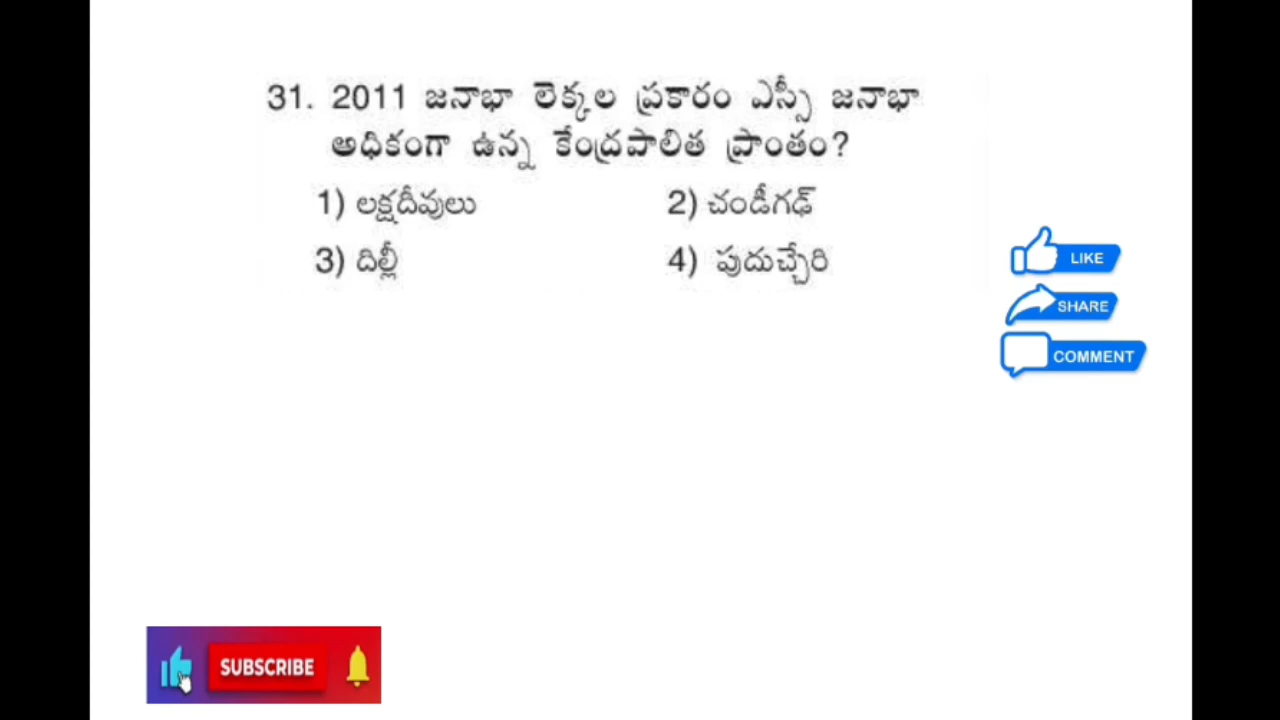 31. 2011 జనాభా లెక్కల ప్రకారం ఎస్సీ జనాభా
అధికంగా ఉన్న కేంద్రపాలిత ప్రాంతం?
1) లక్షదీవులు 2) చండీగఢ్
3) దిల్లీ 4) పుదుచ్చేరి
LIKE
SHARE
COMMENT
SUBSCRIBE